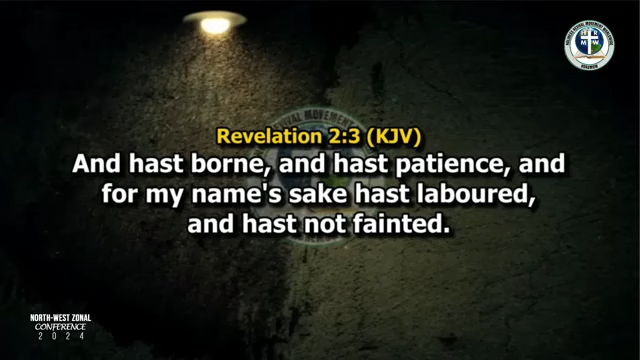 Revelation 2:3 (KJV)
And hast borne, and hast patience, and
for my name's sake hast laboured,
and hast not fainted.
NORTH-WEST ZONAL
CONFERENCE
2024